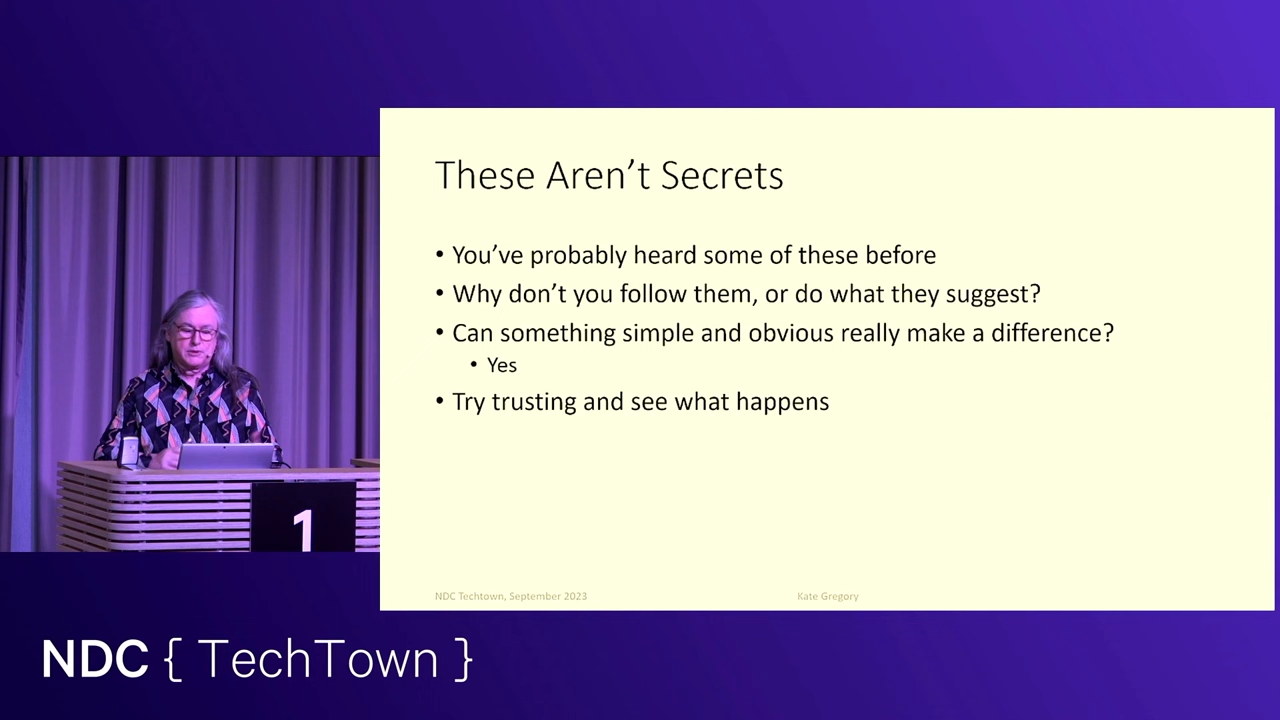 These Aren’t Secrets
• You’ve probably heard some of these before
• Why don’t you follow them, or do what they suggest?
• Can something simple and obvious really make a difference?
• Yes
• Try trusting and see what happens
NDC Techtown, September 2023
Kate Gregory
1
NDC { TechTown }